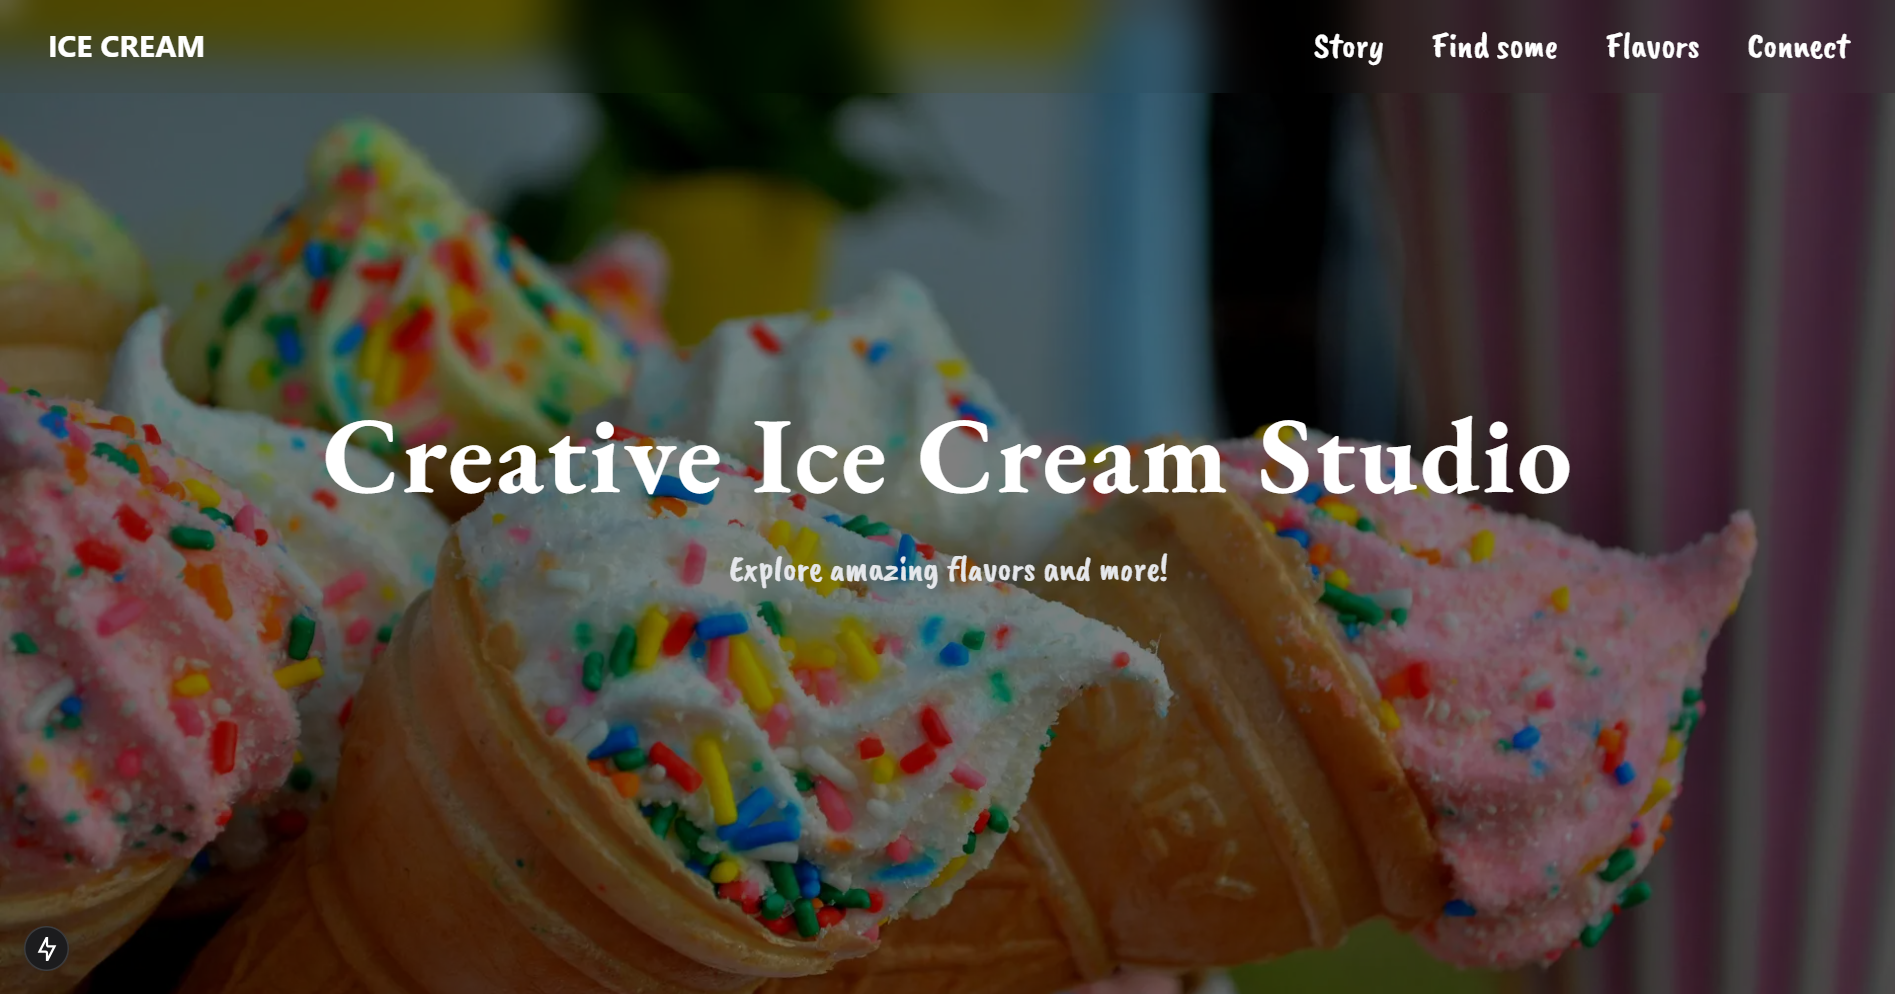 ICE CREAM
Story
Find some
Flavors
Connect
Creative Ice Cream Studio
Explore amazing flavors and more!